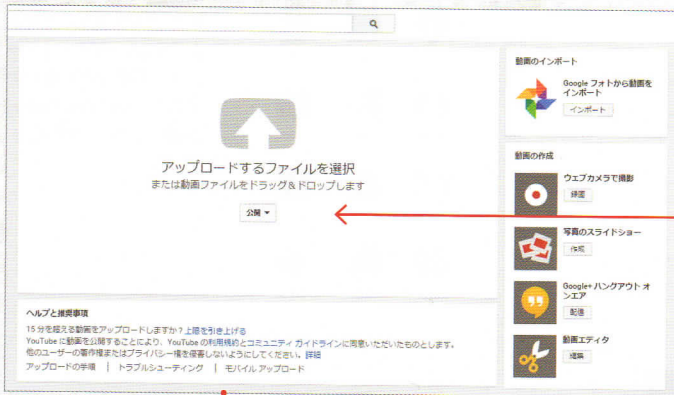 アップロードするファイルを選択
または動画ファイルをドラッグ&ドロップします
公開
ヘルプと推奨事項
15 分を超える動画をアップロードしますか？上限を引き上げる
YouTube に動画を公開することにより、YouTube の利用規約とコミュニティ ガイドラインに同意いただいたものとします。
他のユーザーの著作権またはプライバシー権を侵害しないようにしてください。詳細
アップロードの手順 | トラブルシューティング | モバイル アップロード
動画のインポート
Google フォトから動画を
インポート
インポート
動画の作成
ウェブカメラで撮影
録画
写真のスライドショー
作成
Google+ ハングアウト オ
ンエア
配信
動画エディタ
編集